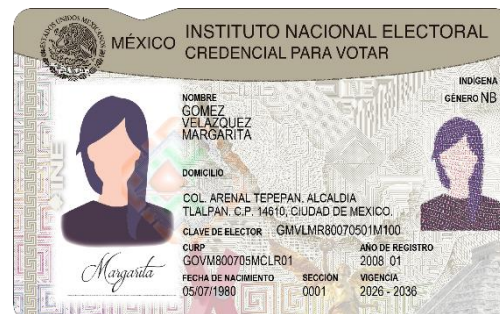 MÉXICO
INSTITUTO NACIONAL ELECTORAL
CREDENCIAL PARA VOTAR
INDÍGENA
NOMBRE
GÉNERO NB
GOMEZ
VELAZQUEZ
MARGARITA
DOMICILIO
COL. ARENAL TEPEPAN. ALCALDIA
TLALPAN. C.P. 14610, CIUDAD DE MEXICO.
CLAVE DE ELECTOR GMVLMR80070501M100
CURP AÑO DE REGISTRO
GOVM800705MCLR01 2008 01
FECHA DE NACIMIENTO SECCIÓN VIGENCIA
05/07/1980 0001 2026 - 2036
Margarita
INE